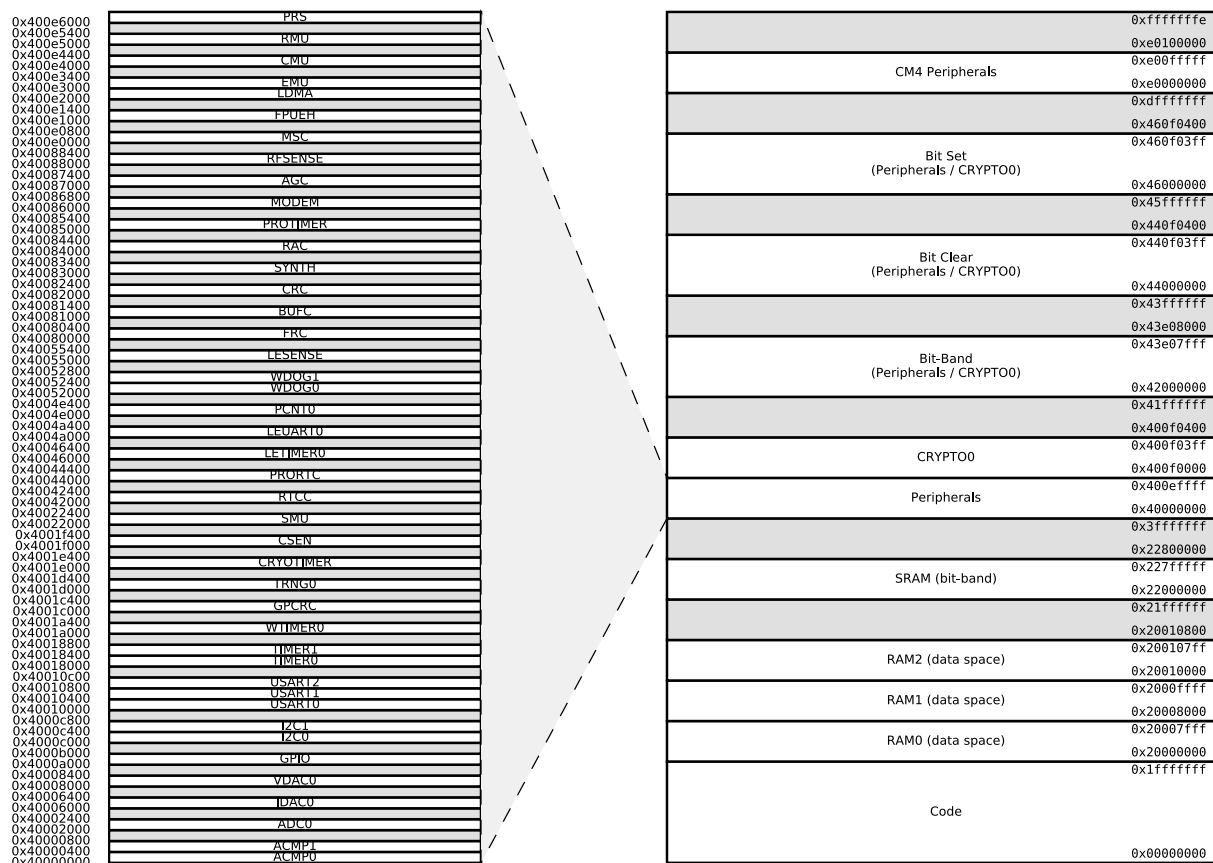 0x400e6000
0x400e5400
0x400e5000
0x400e4400
0x400e4000
0x400e3400
0x400e3000
0x400e2000
0x400e1400
0x400e1000
0x400e0800
0x400e0000
0x40088400
0x40088000
0x40087400
0x40087000
0x40086800
0x40086000
0x40085400
0x40085000
0x40084400
0x40084000
0x40083400
0x40083000
0x40082400
0x40082000
0x40081400
0x40081000
0x40080400
0x40080000
0x40055400
0x40055000
0x40052800
0x40052400
0x40052000
0x4004e400
0x4004e000
0x4004a400
0x4004a000
0x40046400
0x40046000
0x40044400
0x40044000
0x40042400
0x40042000
0x40022400
0x40022000
0x4001f400
0x4001f000
0x4001e400
0x4001e000
0x4001d400
0x4001d000
0x4001c400
0x4001c000
0x4001a400
0x4001a000
0x40018800
0x40018400
0x40018000
0x40010c00
0x40010800
0x40010400
0x40010000
0x4000c800
0x4000c400
0x4000c000
0x4000b000
0x4000a000
0x40008400
0x40008000
0x40006400
0x40006000
0x40002400
0x40002000
0x40000800
0x40000400
0x40000000
PRS
RMU
CMU
EMU
LDMA
FPUEH
MSC
RFSENSE
AGC
MODEM
PROTIMER
RAC
SYNTH
CRC
BUFC
FRC
LESENSE
WDOG1
WDOG0
PCNT0
LEUART0
LETIMER0
PRORTC
RTCC
SMU
CSEN
CRYOTIMER
TRNG0
GPCRC
WTIMER0
TIMER1
TIMER0
USART2
USART1
USART0
I2C1
I2C0
GPIO
VDAC0
IDAC0
ADC0
ACMP1
ACMP0
0xfffffffe
0xe0100000
0xe00fffff
CM4 Peripherals
0xe0000000
0xdfffffff
0x460f0400
0x460f03ff
Bit Set
(Peripherals / CRYPTO0)
0x46000000
0x45ffffff
0x440f0400
0x440f03ff
Bit Clear
(Peripherals / CRYPTO0)
0x44000000
0x43ffffff
0x43e08000
0x43e07fff
Bit-Band
(Peripherals / CRYPTO0)
0x42000000
0x41ffffff
0x400f0400
0x400f03ff
CRYPTO0
0x400f0000
0x400effff
Peripherals
0x40000000
0x3fffffff
0x22800000
0x227fffff
SRAM (bit-band)
0x22000000
0x21ffffff
0x20010800
0x200107ff
RAM2 (data space)
0x20010000
0x2000ffff
RAM1 (data space)
0x20008000
0x20007fff
RAM0 (data space)
0x20000000
0x1fffffff
Code
0x00000000